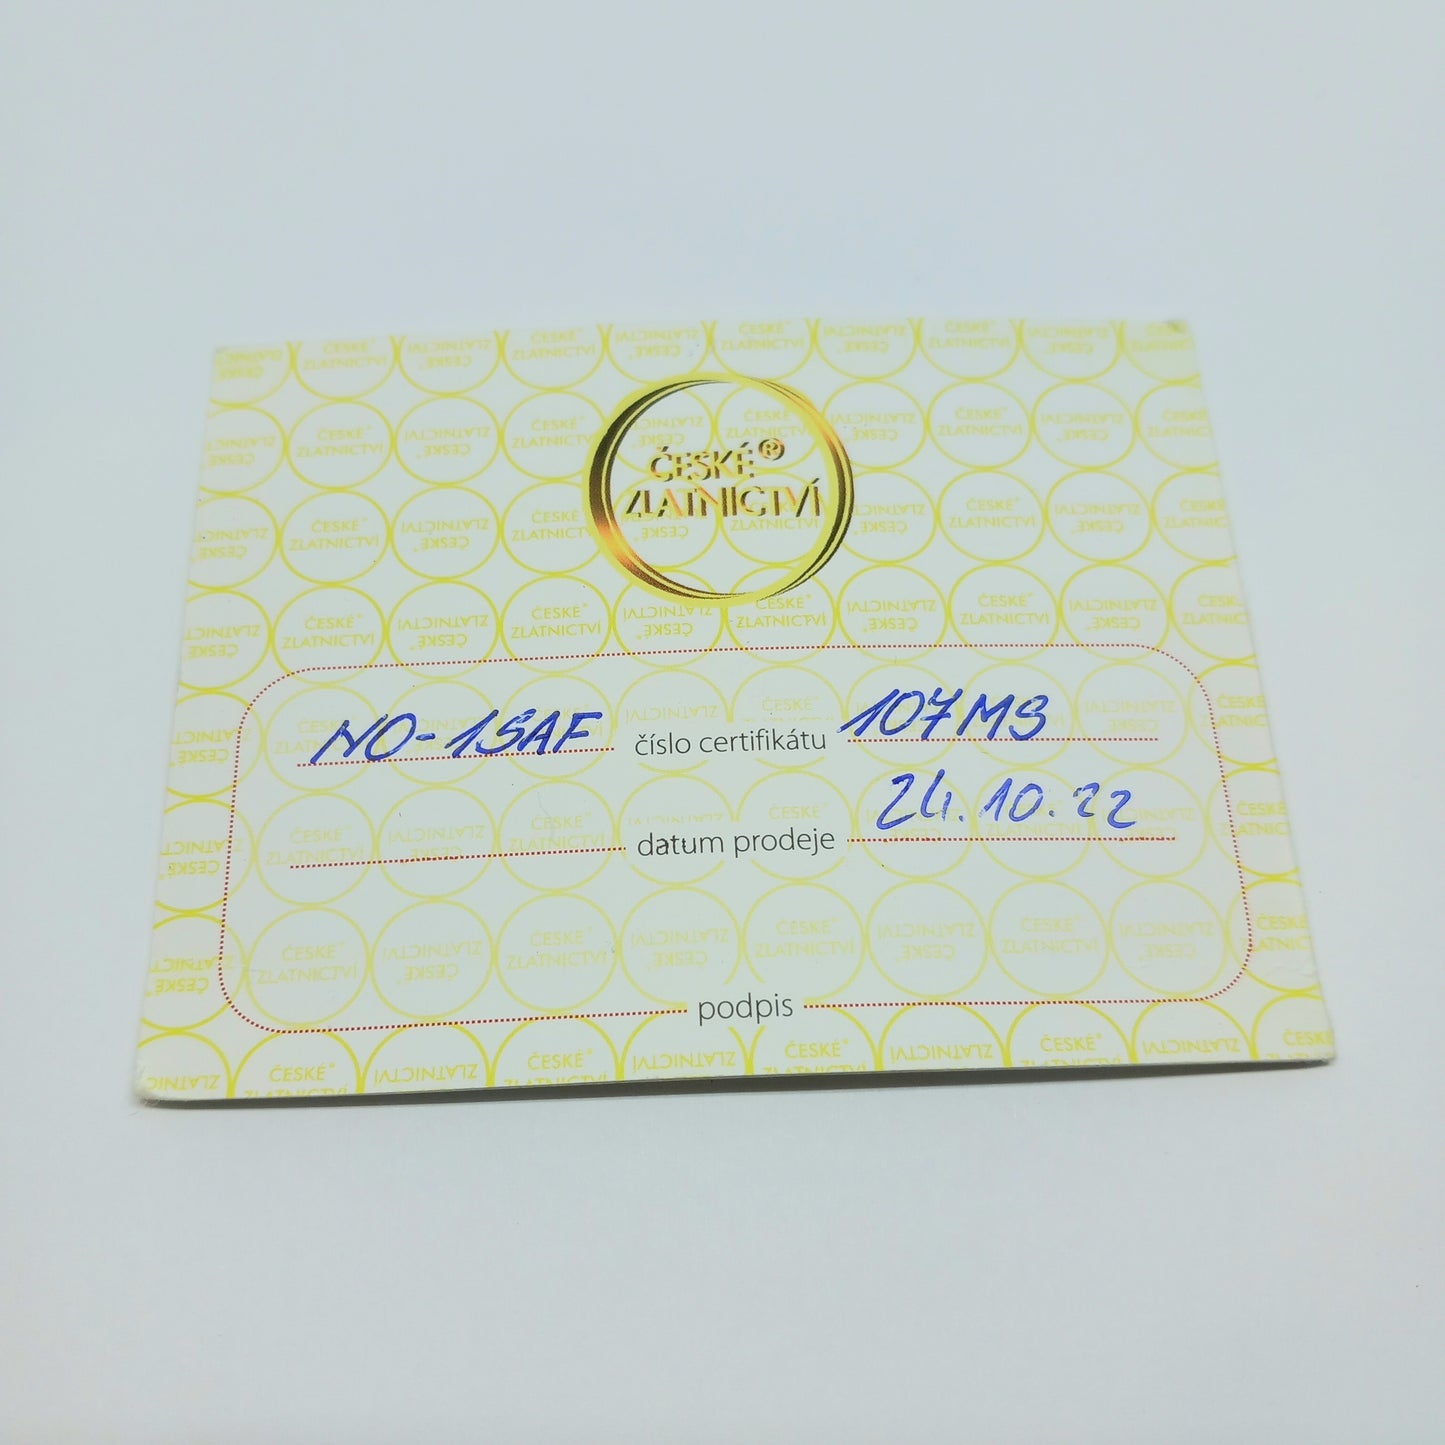 ČESKÉ®
ZLATNICTVÍ
NO-1SAF číslo certifikátu 107MS
datum prodeje 24.10.22
podpis